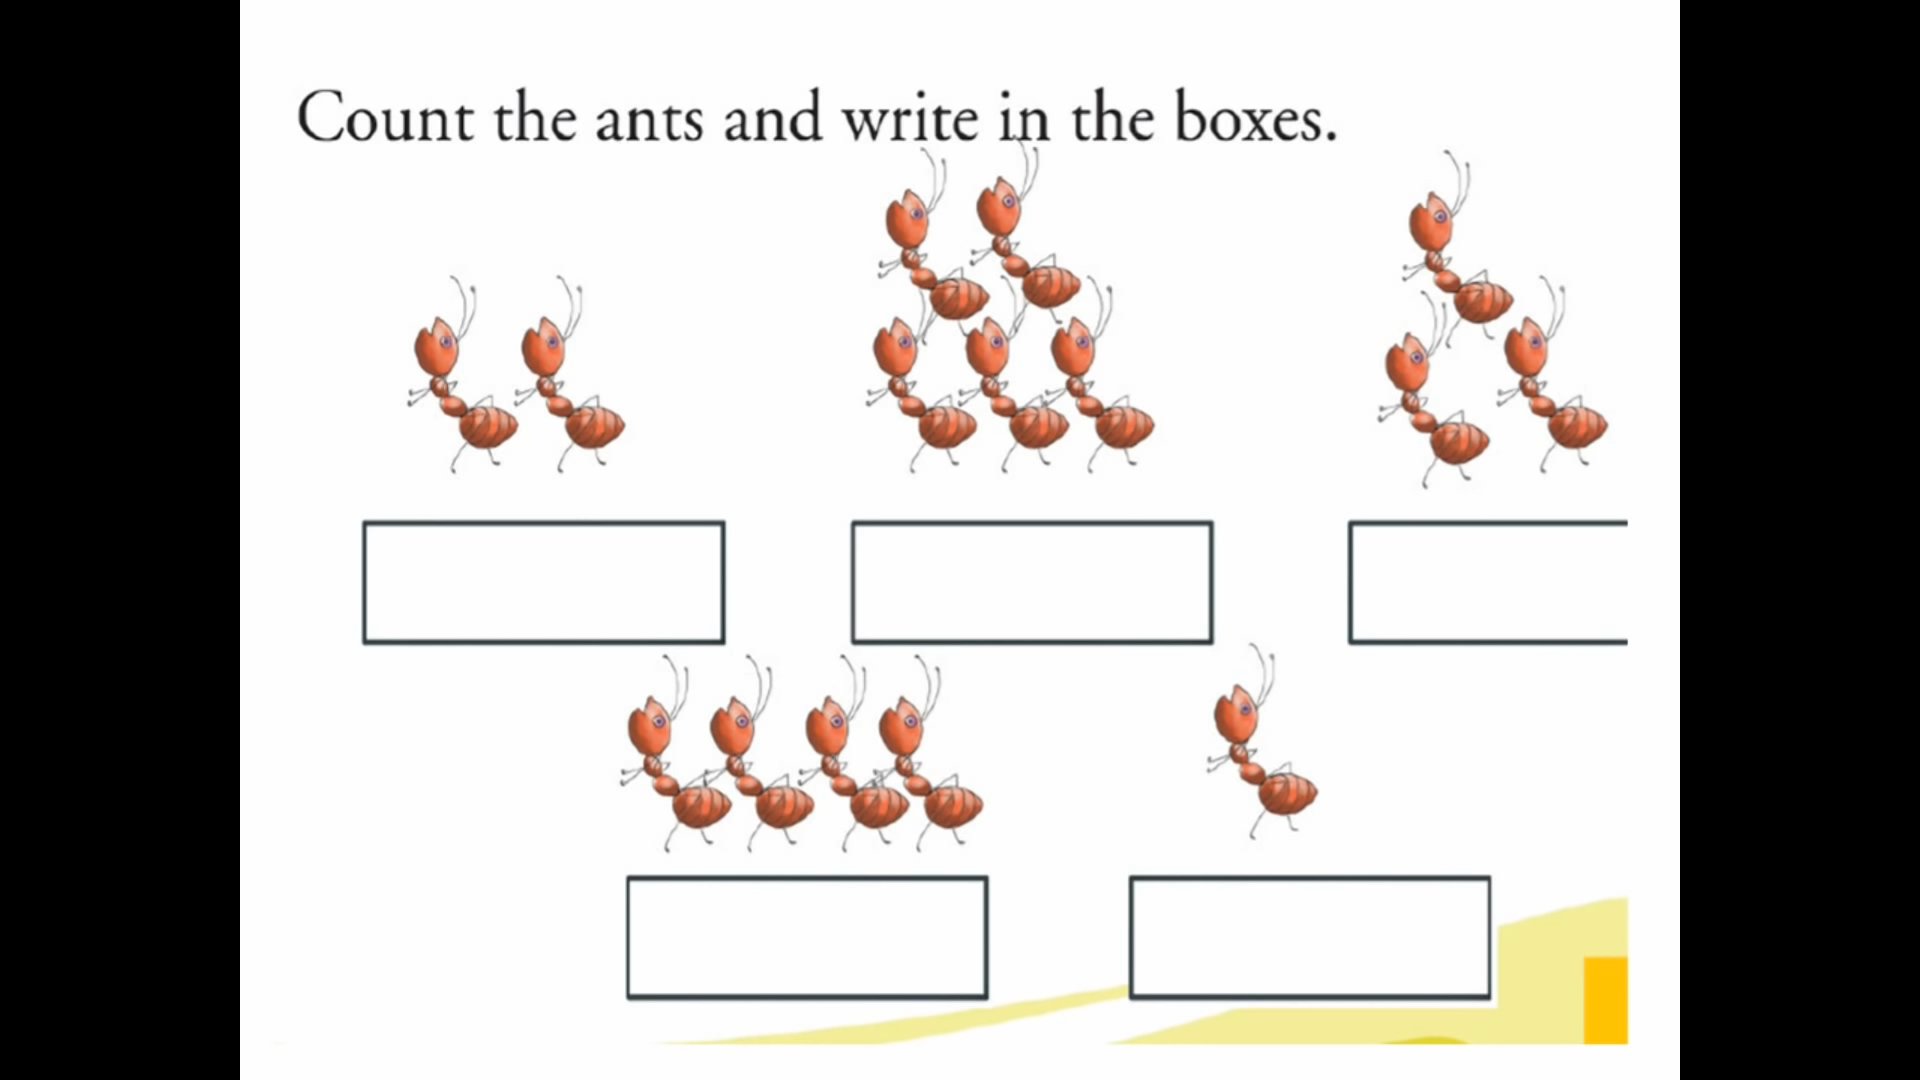 Count the ants and write in the boxes.